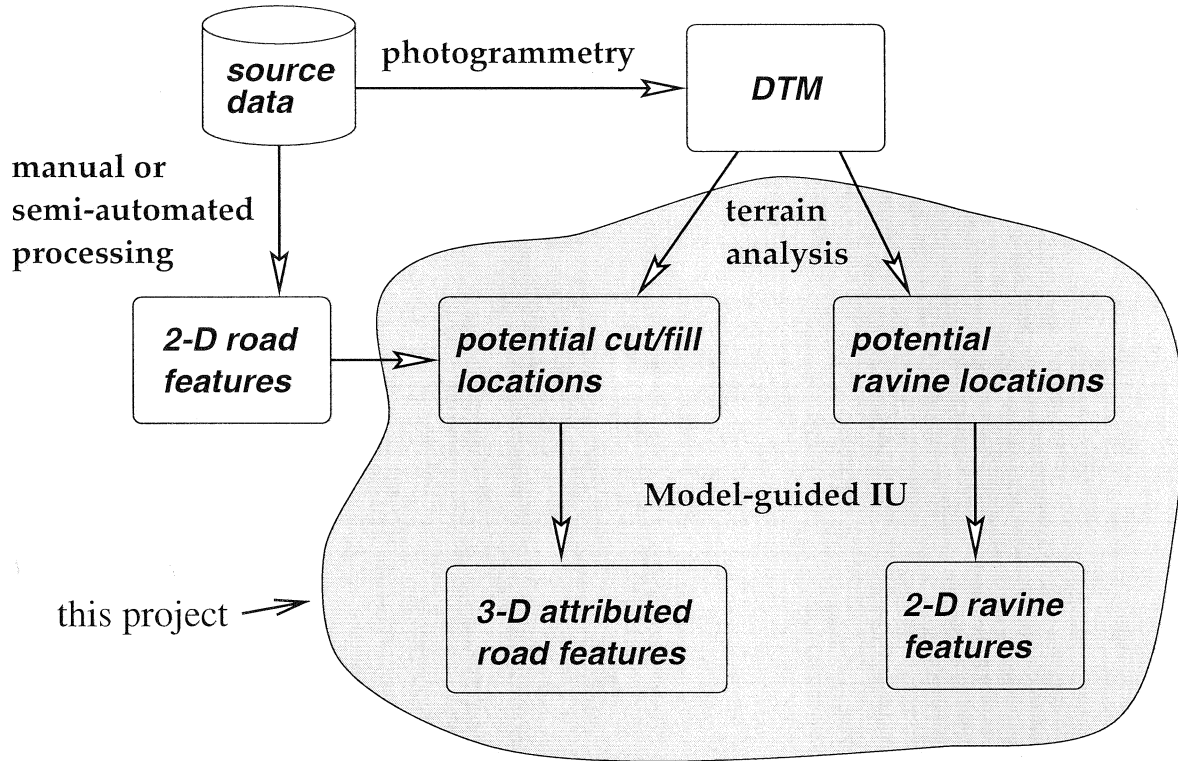 photogrammetry
source
data
DTM
manual or
semi-automated
processing
terrain
analysis
2-D road
features
potential cut/fill
locations
potential
ravine locations
Model-guided IU
this project
3-D attributed
road features
2-D ravine
features